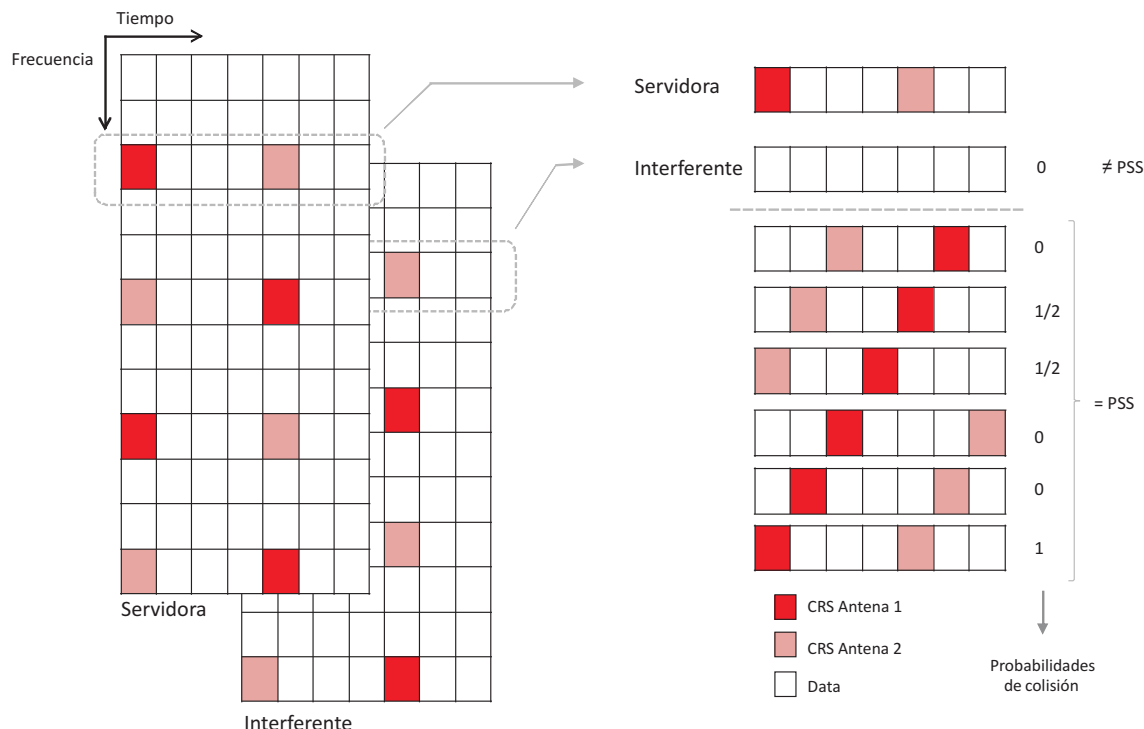 Tiempo
Frecuencia
Servidora
Interferente
Servidora
Interferente
0
≠ PSS
0
1/2
1/2
0
0
1
= PSS
CRS Antena 1
CRS Antena 2
Data
Probabilidades
de colisión